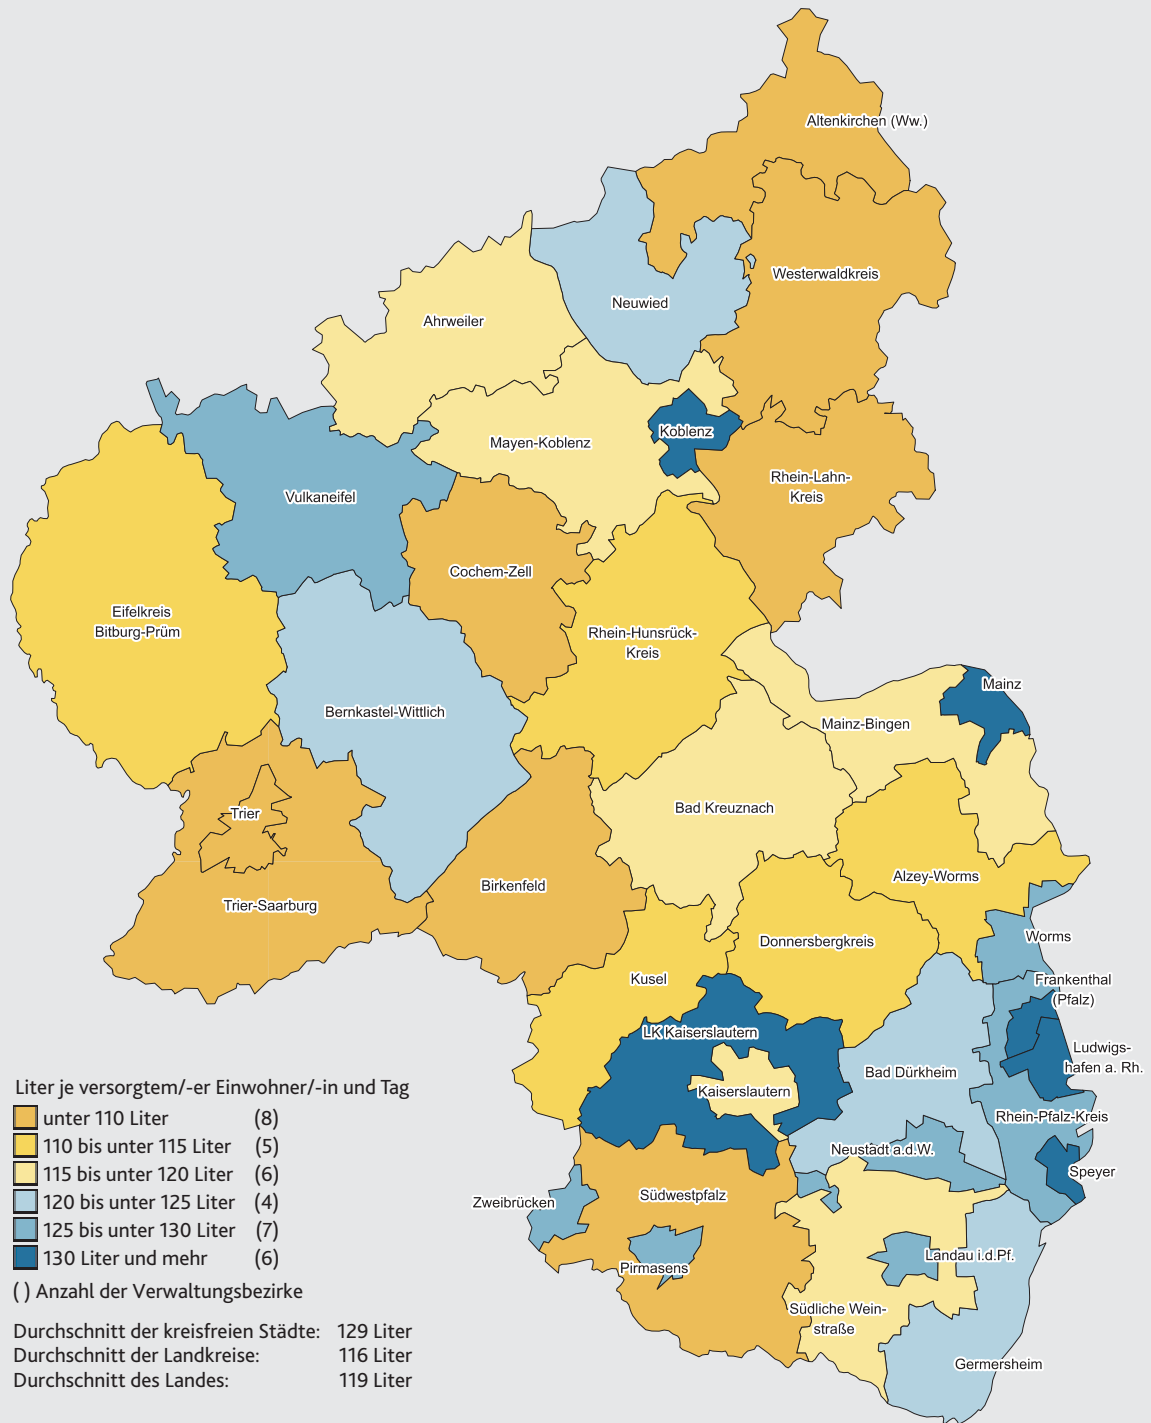 Altenkirchen (Ww.)
Westerwaldkreis
Neuwied
Ahrweiler
Koblenz
Mayen-Koblenz
Rhein-Lahn-
Kreis
Vulkaneifel
Cochem-Zell
Eifelkreis
Bitburg-Prüm
Rhein-Hunsrück-
Kreis
Mainz
Bernkastel-Wittlich
Mainz-Bingen
Bad Kreuznach
Trier
Alzey-Worms
Birkenfeld
Trier-Saarburg
Worms
Donnersbergkreis
Kusel
Frankenthal
(Pfalz)
LK Kaiserslautern
Ludwigs-
hafen a. Rh.
Bad Dürkheim
Kaiserslautern
Rhein-Pfalz-Kreis
Neustadt a.d.W.
Speyer
Südwestpfalz
Zweibrücken
Landau i.d.Pf.
Pirmasens
Südliche Wein-
straße
Germersheim
Liter je versorgtem/-er Einwohner/-in und Tag
unter 110 Liter (8)
110 bis unter 115 Liter (5)
115 bis unter 120 Liter (6)
120 bis unter 125 Liter (4)
125 bis unter 130 Liter (7)
130 Liter und mehr (6)
( ) Anzahl der Verwaltungsbezirke
Durchschnitt der kreisfreien Städte: 129 Liter
Durchschnitt der Landkreise: 116 Liter
Durchschnitt des Landes: 119 Liter